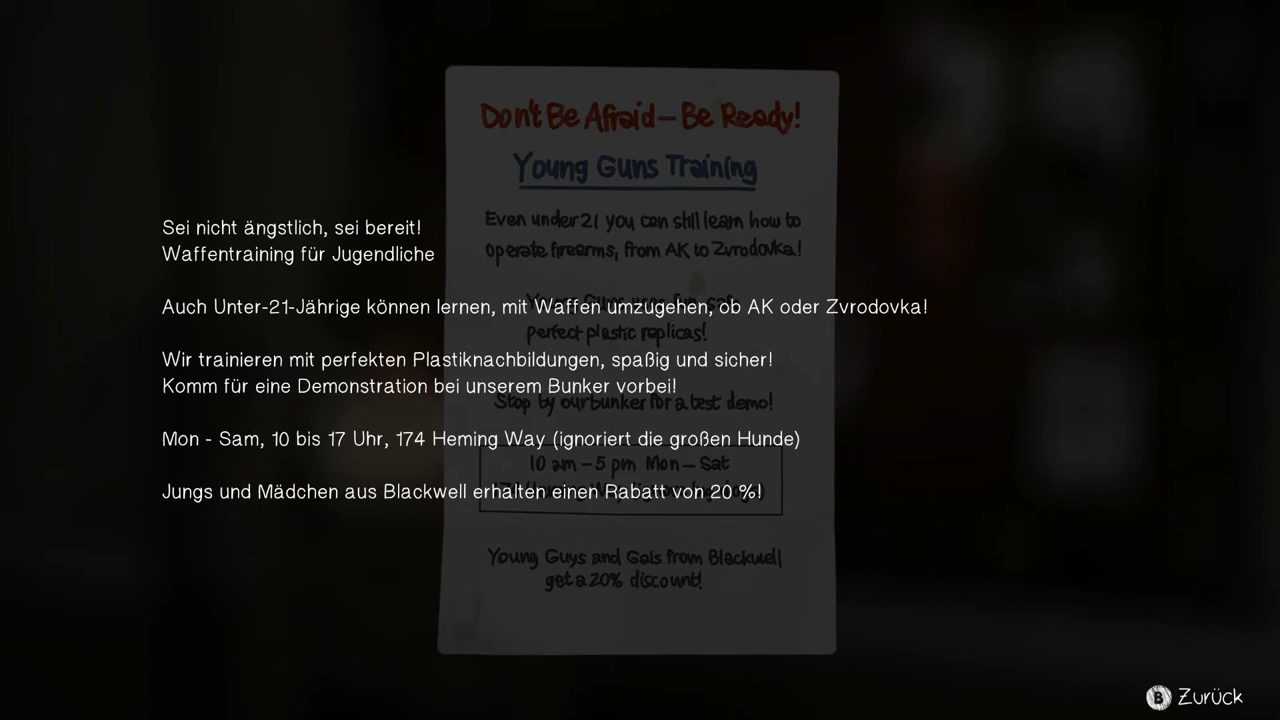 Don't Be Afraid — Be Ready!
Young Guns Training
Even under 21 you can still learn how to
operate firearms, from AK to Zvrodovka!
perfect plastic replicas!
Stop by our bunker for a test demo!
10 am – 5 pm Mon – Sat
Young Guys and Gals from Blackwell
get a 20% discount!
Sei nicht ängstlich, sei bereit!
Waffentraining für Jugendliche
Auch Unter-21-Jährige können lernen, mit Waffen umzugehen, ob AK oder Zvrodovka!
Wir trainieren mit perfekten Plastiknachbildungen, spaßig und sicher!
Komm für eine Demonstration bei unserem Bunker vorbei!
Mon - Sam, 10 bis 17 Uhr, 174 Heming Way (ignoriert die großen Hunde)
Jungs und Mädchen aus Blackwell erhalten einen Rabatt von 20 %!
B Zurück